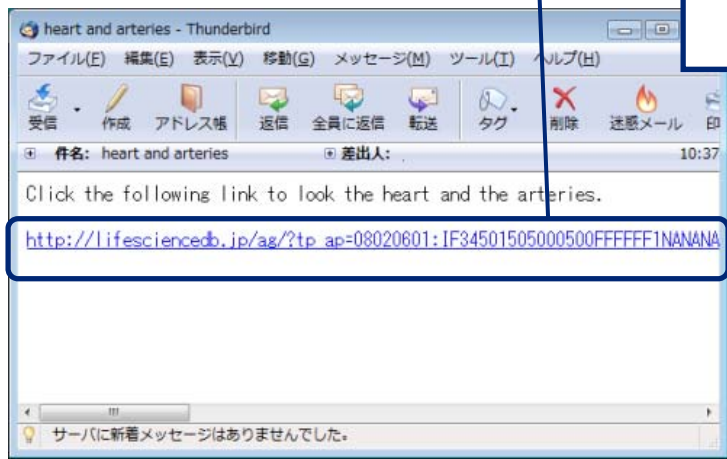 heart and arteries - Thunderbird
ファイル(F) 編集(E) 表示(V) 移動(G) メッセージ(M) ツール(T) ヘルプ(H)
受信 作成 アドレス帳 返信 全員に返信 転送 タグ 削除 迷惑メール 印
件名: heart and arteries 差出人: 10:37
Click the following link to look the heart and the arteries.
http://lifesciencedb.jp/ag/?tp_ap=08020601:IF34501505000500FFFFFF1NANANA
サーバに新着メッセージはありませんでした。